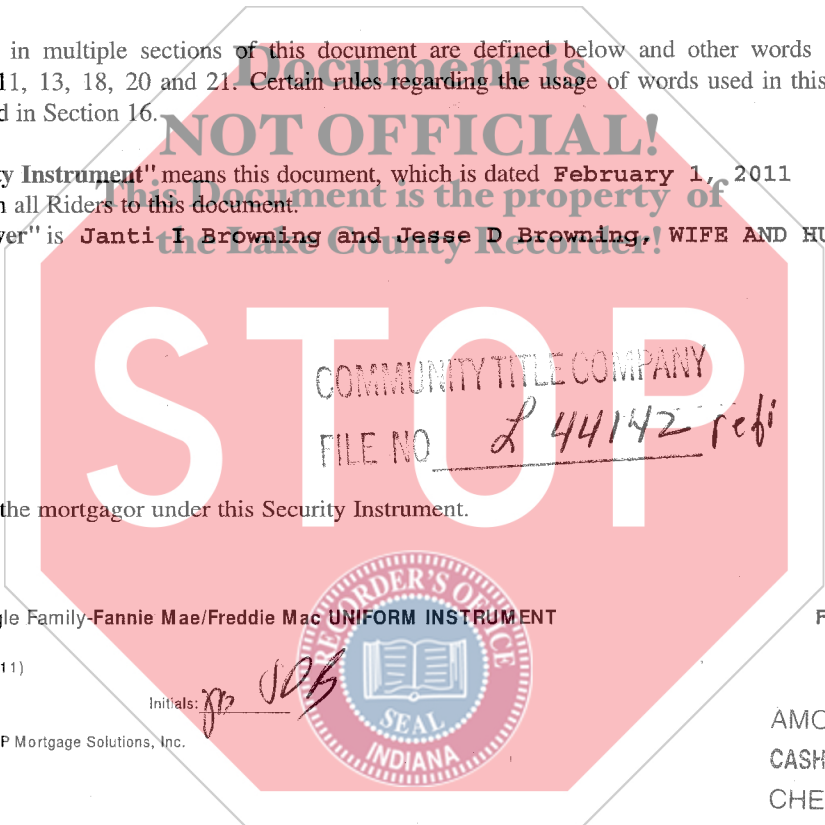 in multiple sections of this document are defined below and other words
11, 13, 18, 20 and 21. Certain rules regarding the usage of words used in this
d in Section 16.
Document is
NOT OFFICIAL!
This Document is the property of
the Lake County Recorder!
y Instrument" means this document, which is dated February 1, 2011
all Riders to this document.
er" is Janti I Browning and Jesse D Browning, WIFE AND HU
STOP
COMMUNITY TITLE COMPANY
FILE NO L 44142 refi
the mortgagor under this Security Instrument.
gle Family-Fannie Mae/Freddie Mac UNIFORM INSTRUMENT
F
11)
Initials: JDB
P Mortgage Solutions, Inc.
RECORDER'S OFFICE
SEAL
INDIANA
AMO
CASH
CHE